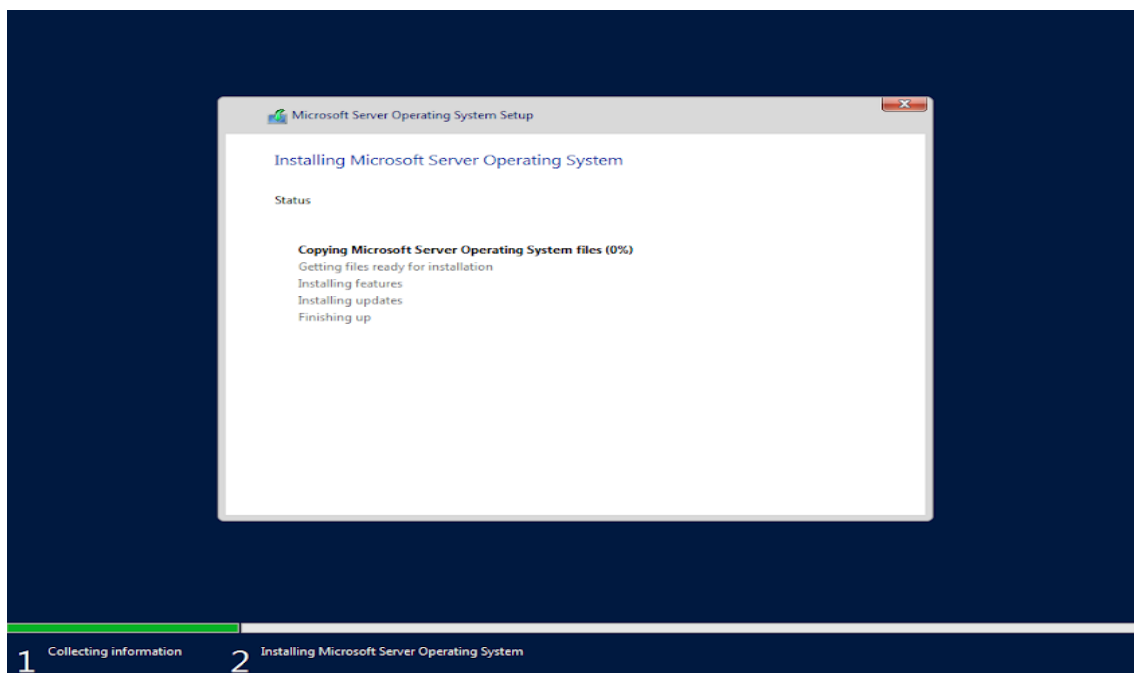 Microsoft Server Operating System Setup
Installing Microsoft Server Operating System
Status
Copying Microsoft Server Operating System files (0%)
Getting files ready for installation
Installing features
Installing updates
Finishing up
1 Collecting information
2 Installing Microsoft Server Operating System